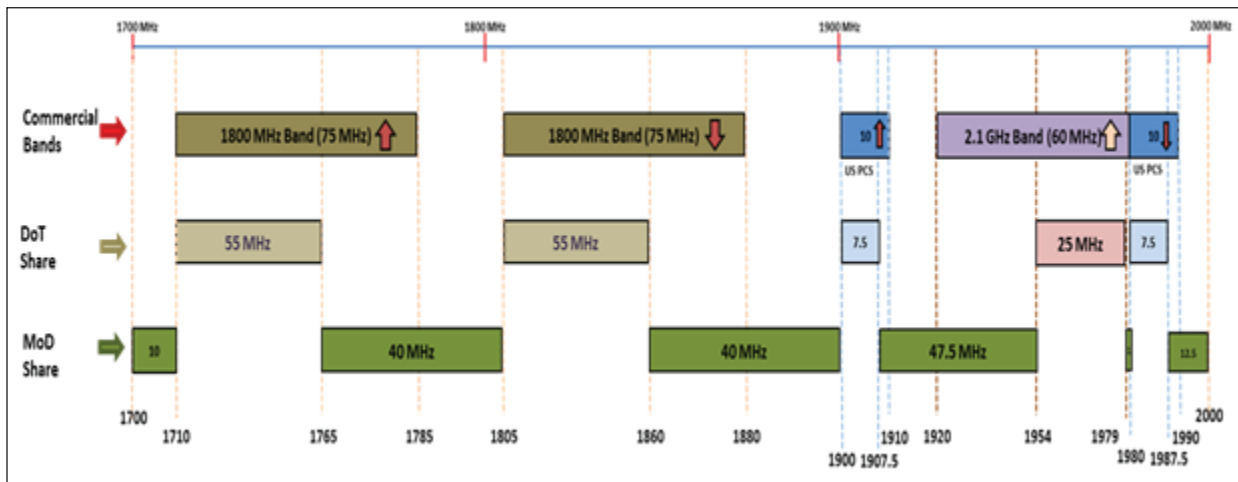 1700 MHz 1800 MHz 1900 MHz 2000 MHz
Commercial
Bands
1800 MHz Band (75 MHz) 1800 MHz Band (75 MHz) 10 2.1 GHz Band (60 MHz) 10
US PCS US PCS
DoT
Share
55 MHz 55 MHz 7.5 25 MHz 7.5
MoD
Share
10 40 MHz 40 MHz 47.5 MHz 12.5
1700 2000
1710 1765 1785 1805 1860 1880 1910 1920 1954 1979 1990
1900 1907.5 1980 1987.5